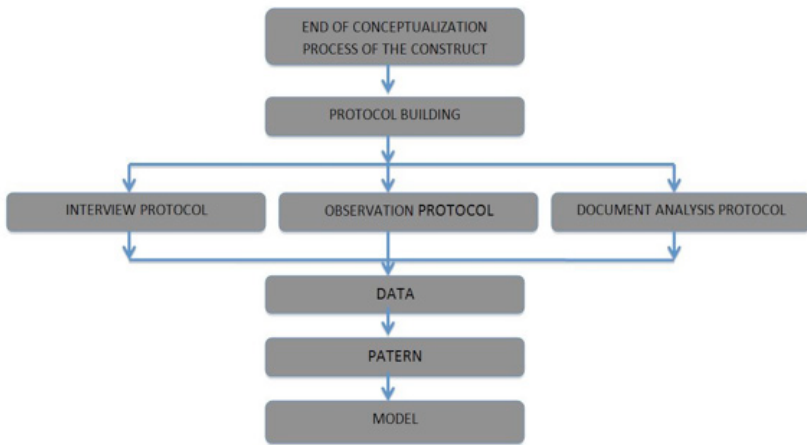 END OF CONCEPTUALIZATION
PROCESS OF THE CONSTRUCT
PROTOCOL BUILDING
INTERVIEW PROTOCOL
OBSERVATION PROTOCOL
DOCUMENT ANALYSIS PROTOCOL
DATA
PATERN
MODEL